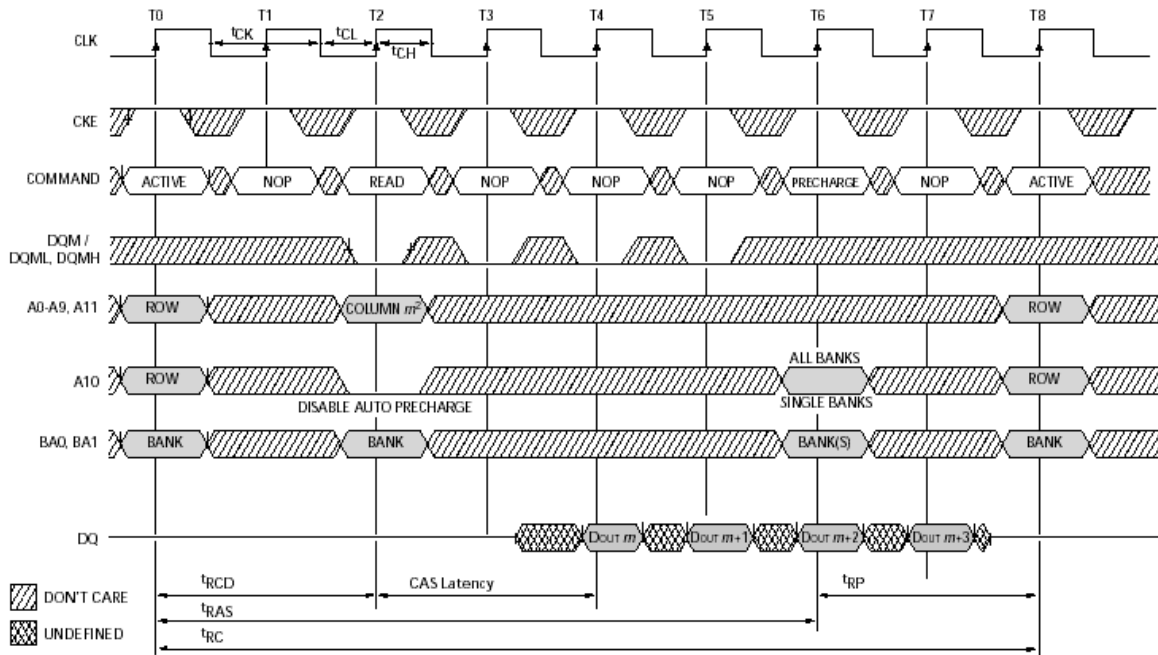 T0 T1 T2 T3 T4 T5 T6 T7 T8
CLK tCK tCL tCH
CKE
COMMAND ACTIVE NOP READ NOP NOP NOP PRECHARGE NOP ACTIVE
DQM /
DQML, DQMH
A0-A9, A11 ROW COLUMN m2 ROW
ALL BANKS
A10 ROW ROW
DISABLE AUTO PRECHARGE SINGLE BANKS
BA0, BA1 BANK BANK BANK(S) BANK
DQ DOUT m DOUT m+1 DOUT m+2 DOUT m+3
tRCD CAS Latency tRP
DON'T CARE
tRAS
UNDEFINED
tRC